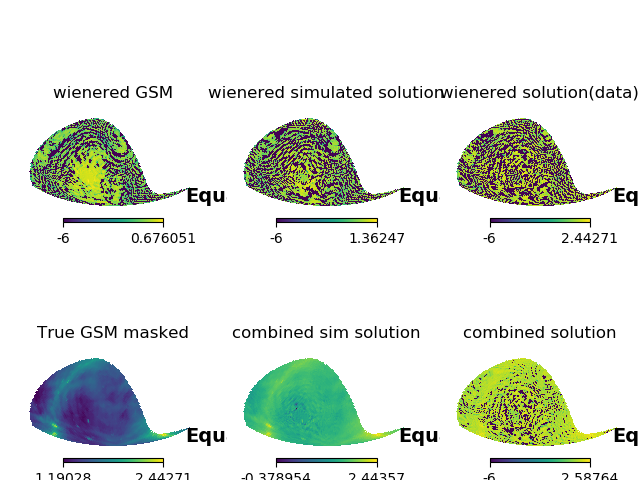 wienered GSM
wienered simulated solution
wienered solution(data)
Equ
Equ
Eq
-6 0.676051
-6 1.36247
-6 2.44271
True GSM masked
combined sim solution
combined solution
Equ
Equ
Eq
1.19028 2.44271
-0.378954 2.44357
-6 2.58764